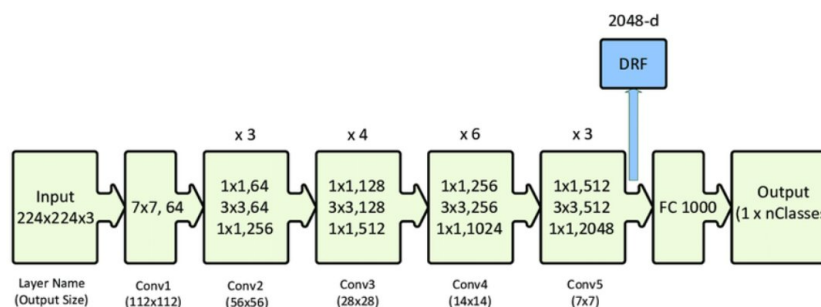 2048-d
DRF
x 3
x 4
x 6
x 3
Input
224x224x3
7x7, 64
1x1,64
3x3,64
1x1,256
1x1,128
3x3,128
1x1,512
1x1,256
3x3,256
1x1,1024
1x1,512
3x3,512
1x1,2048
FC 1000
Output
(1 x nClasses
Layer Name
(Output Size)
Conv1
(112x112)
Conv2
(56x56)
Conv3
(28x28)
Conv4
(14x14)
Conv5
(7x7)